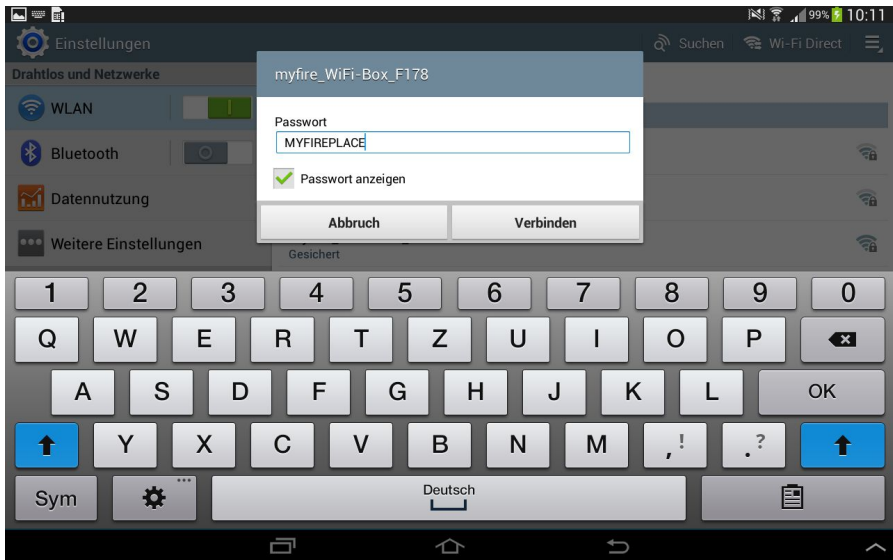 99% 10:11
Einstellungen Suchen Wi-Fi Direct
Drahtlos und Netzwerke
WLAN
Bluetooth
Datennutzung
Weitere Einstellungen
myfire_WiFi-Box_F178
Passwort
MYFIREPLACE
Passwort anzeigen
Abbruch Verbinden
Gesichert
1 2 3 4 5 6 7 8 9 0
Q W E R T Z U I O P
A S D F G H J K L OK
Y X C V B N M ,! .?
Sym Deutsch